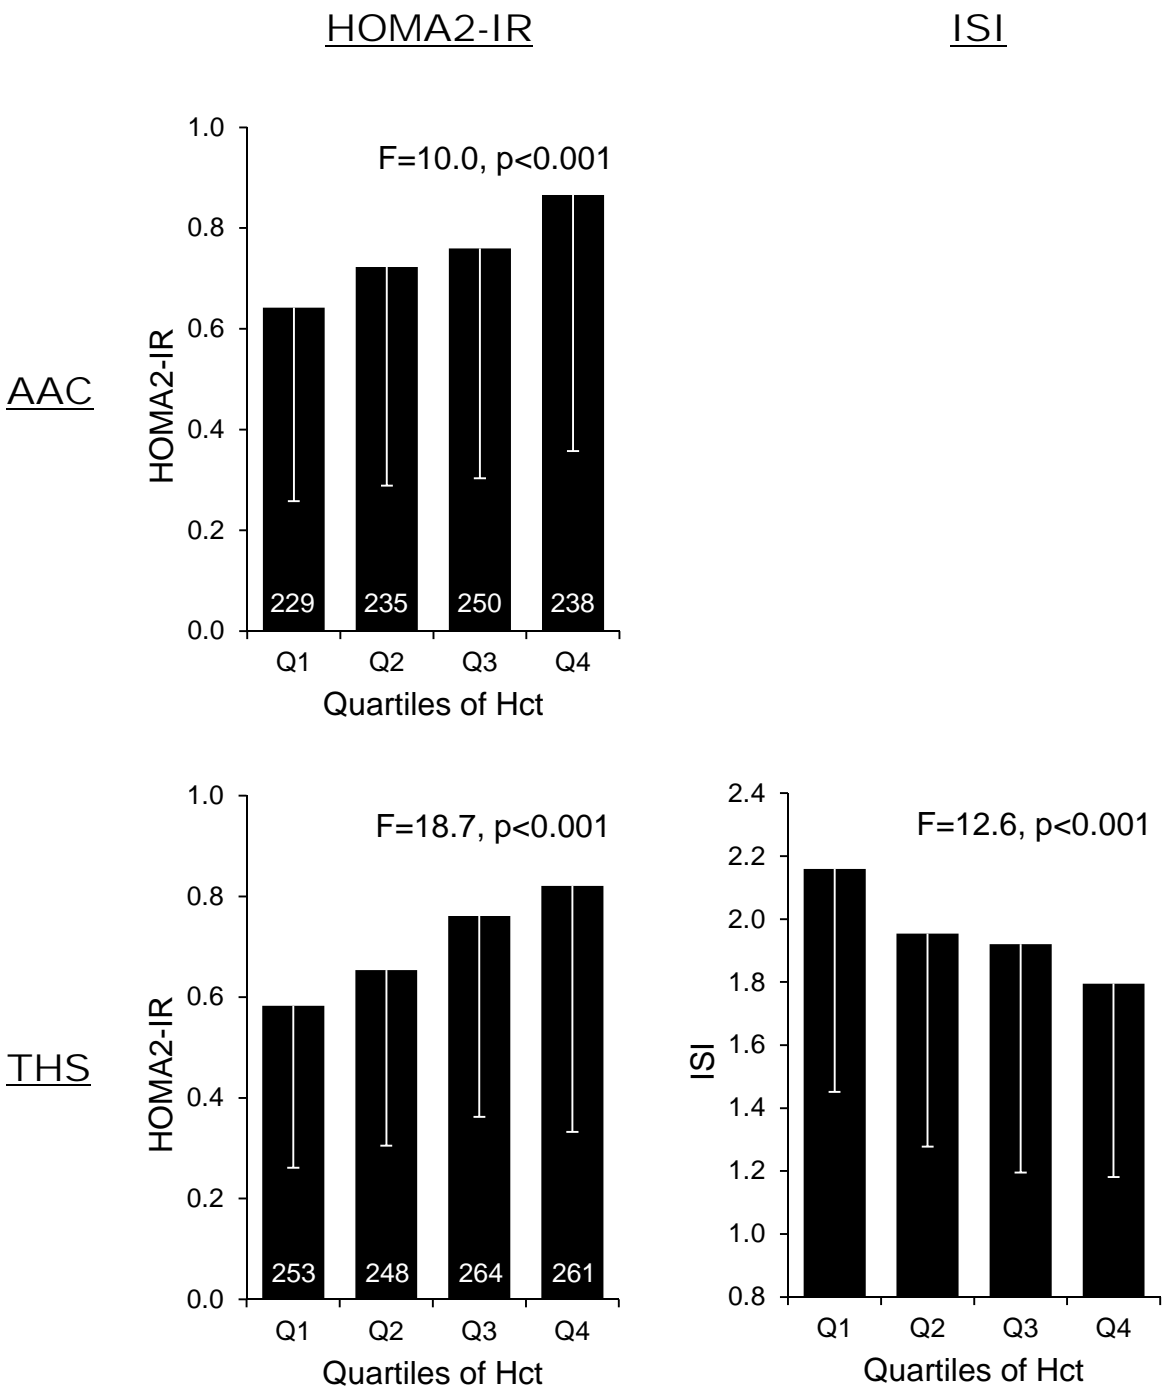 HOMA2-IR
ISI
AAC
HOMA2-IR
1.0
0.8
0.6
0.4
0.2
0.0
F=10.0, p<0.001
229 235 250 238
Q1 Q2 Q3 Q4
Quartiles of Hct
THS
HOMA2-IR
1.0
0.8
0.6
0.4
0.2
0.0
F=18.7, p<0.001
253 248 264 261
Q1 Q2 Q3 Q4
Quartiles of Hct
ISI
2.4
2.2
2.0
1.8
1.6
1.4
1.2
1.0
0.8
F=12.6, p<0.001
Q1 Q2 Q3 Q4
Quartiles of Hct